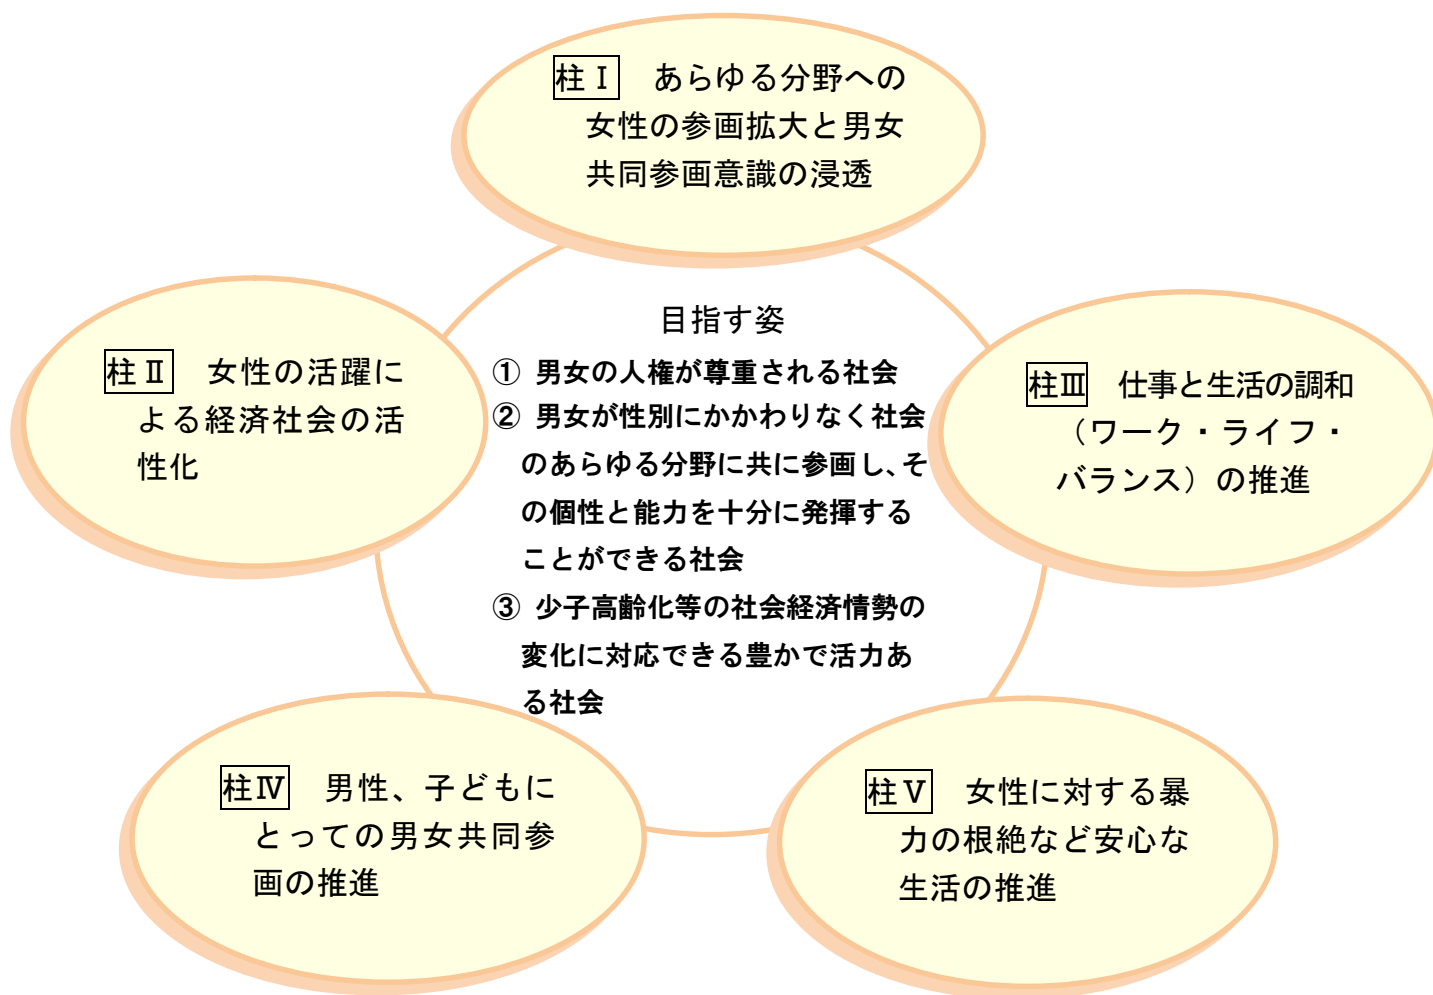 柱Ⅰ　あらゆる分野への
女性の参画拡大と男女
共同参画意識の浸透
目指す姿
① 男女の人権が尊重される社会
② 男女が性別にかかわりなく社会
のあらゆる分野に共に参画し、そ
の個性と能力を十分に発揮する
ことができる社会
③ 少子高齢化等の社会経済情勢の
変化に対応できる豊かで活力あ
る社会
柱Ⅱ　女性の活躍に
よる経済社会の活
性化
柱Ⅲ　仕事と生活の調和
（ワーク・ライフ・
バランス）の推進
柱Ⅳ　男性、子どもに
とっての男女共同参
画の推進
柱Ⅴ　女性に対する暴
力の根絶など安心な
生活の推進